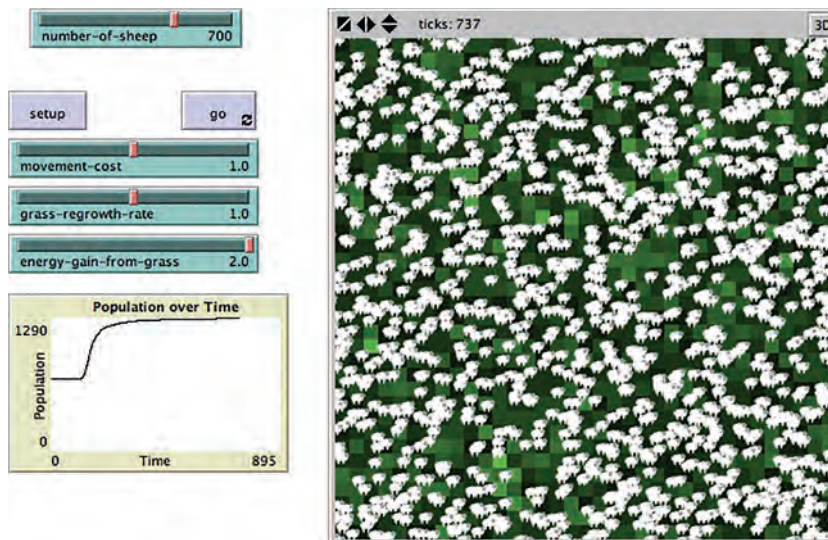 number-of-sheep 700
ticks: 737
3D
setup
go
movement-cost 1.0
grass-regrowth-rate 1.0
energy-gain-from-grass 2.0
Population over Time
1290
Population
0
0 Time 895